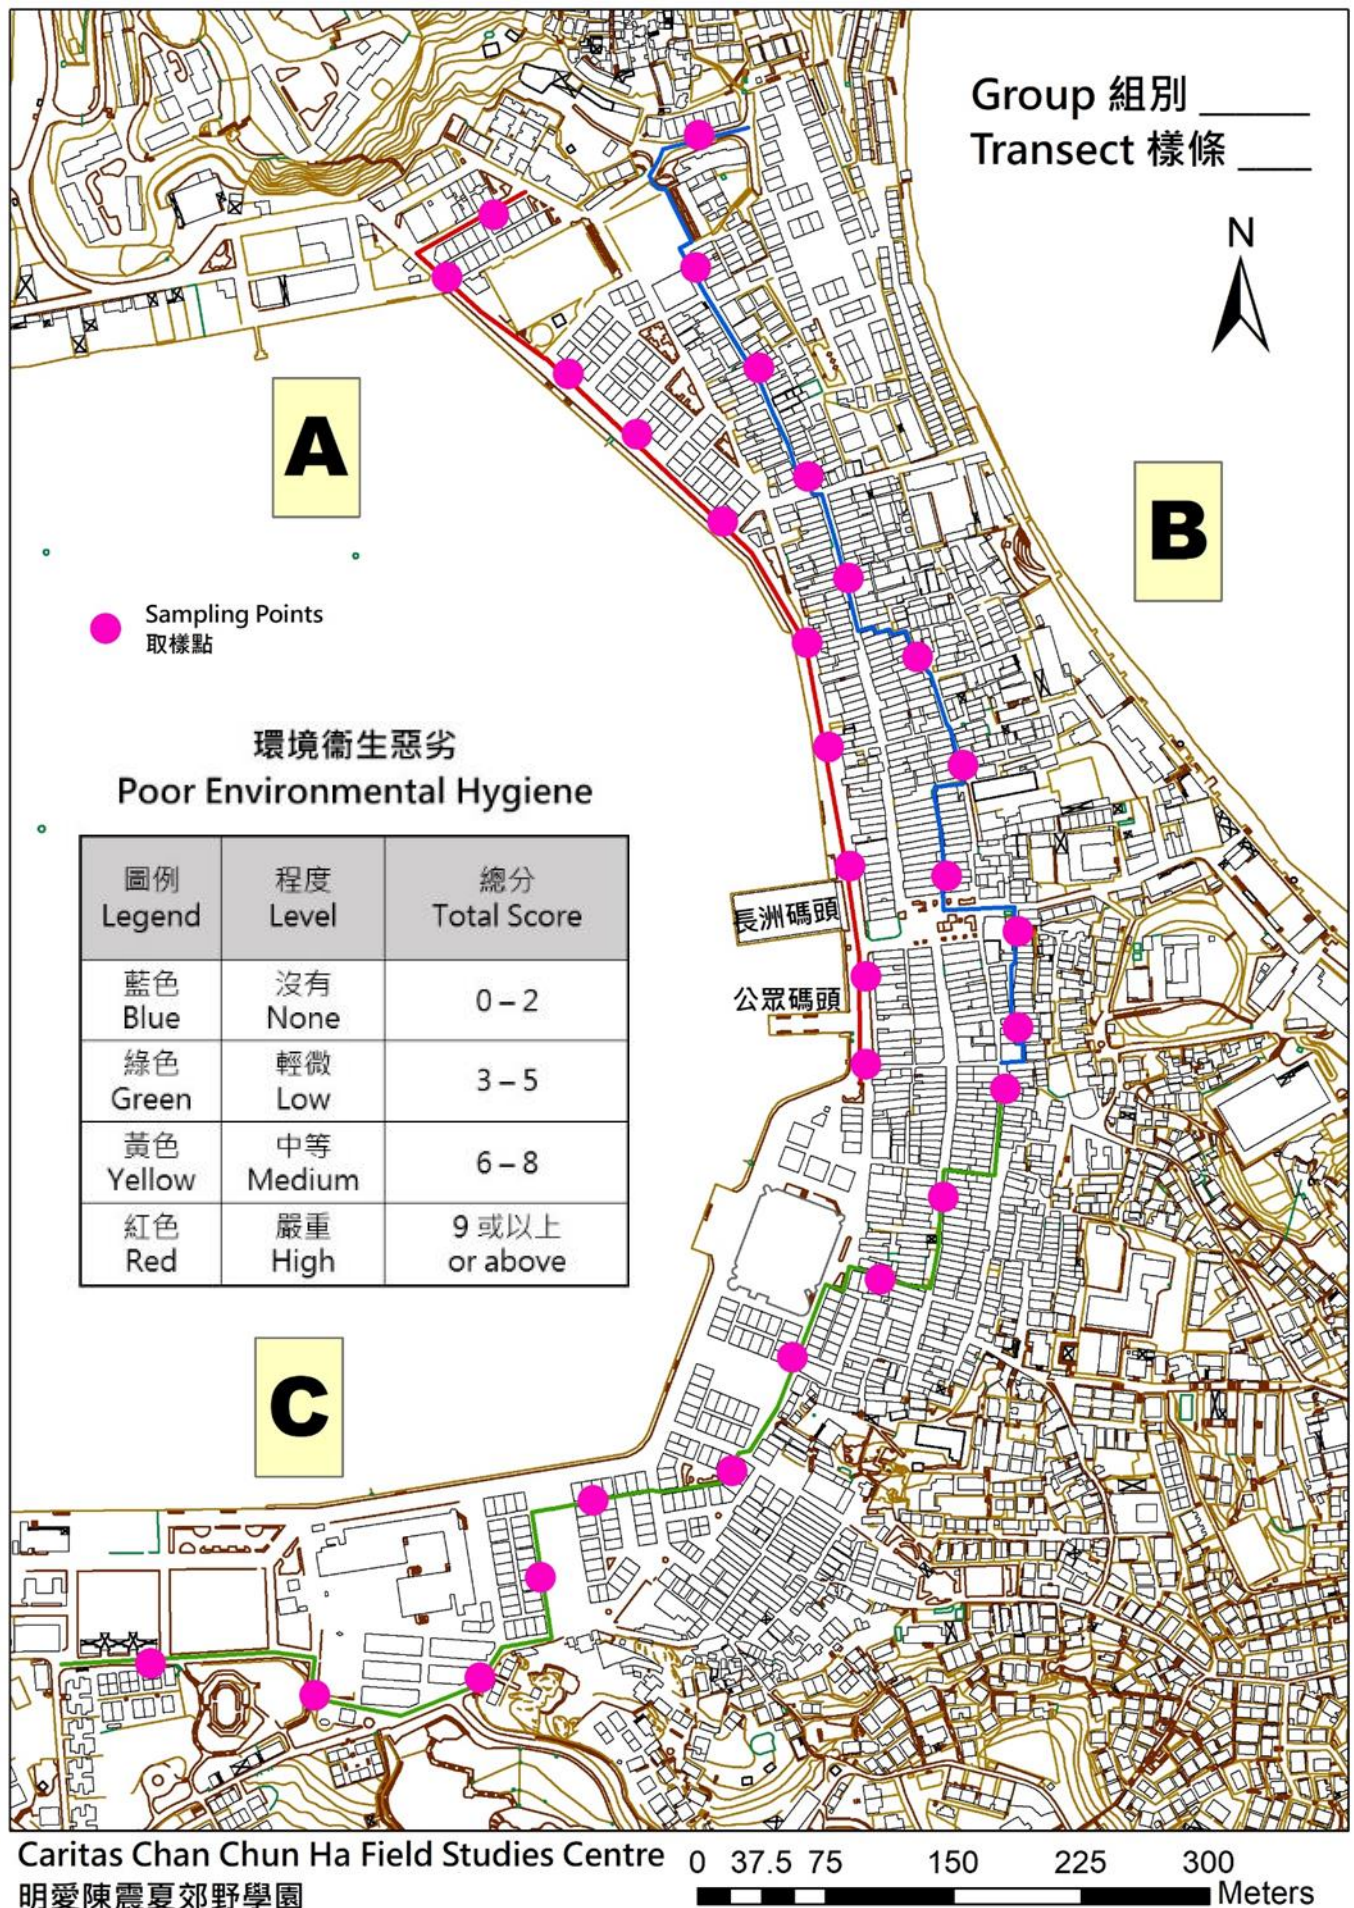 Group 組別 _____
Transect 樣條 ___
N
A
B
Sampling Points
取樣點
環境衞生惡劣
Poor Environmental Hygiene
圖例 程度 總分
Legend Level Total Score
藍色 沒有 0 – 2
Blue None
綠色 輕微 3 – 5
Green Low
黃色 中等 6 – 8
Yellow Medium
紅色 嚴重 9 或以上
Red High or above
長洲碼頭
公眾碼頭
C
Caritas Chan Chun Ha Field Studies Centre
明愛陳震夏郊野學園
0 37.5 75 150 225 300
Meters